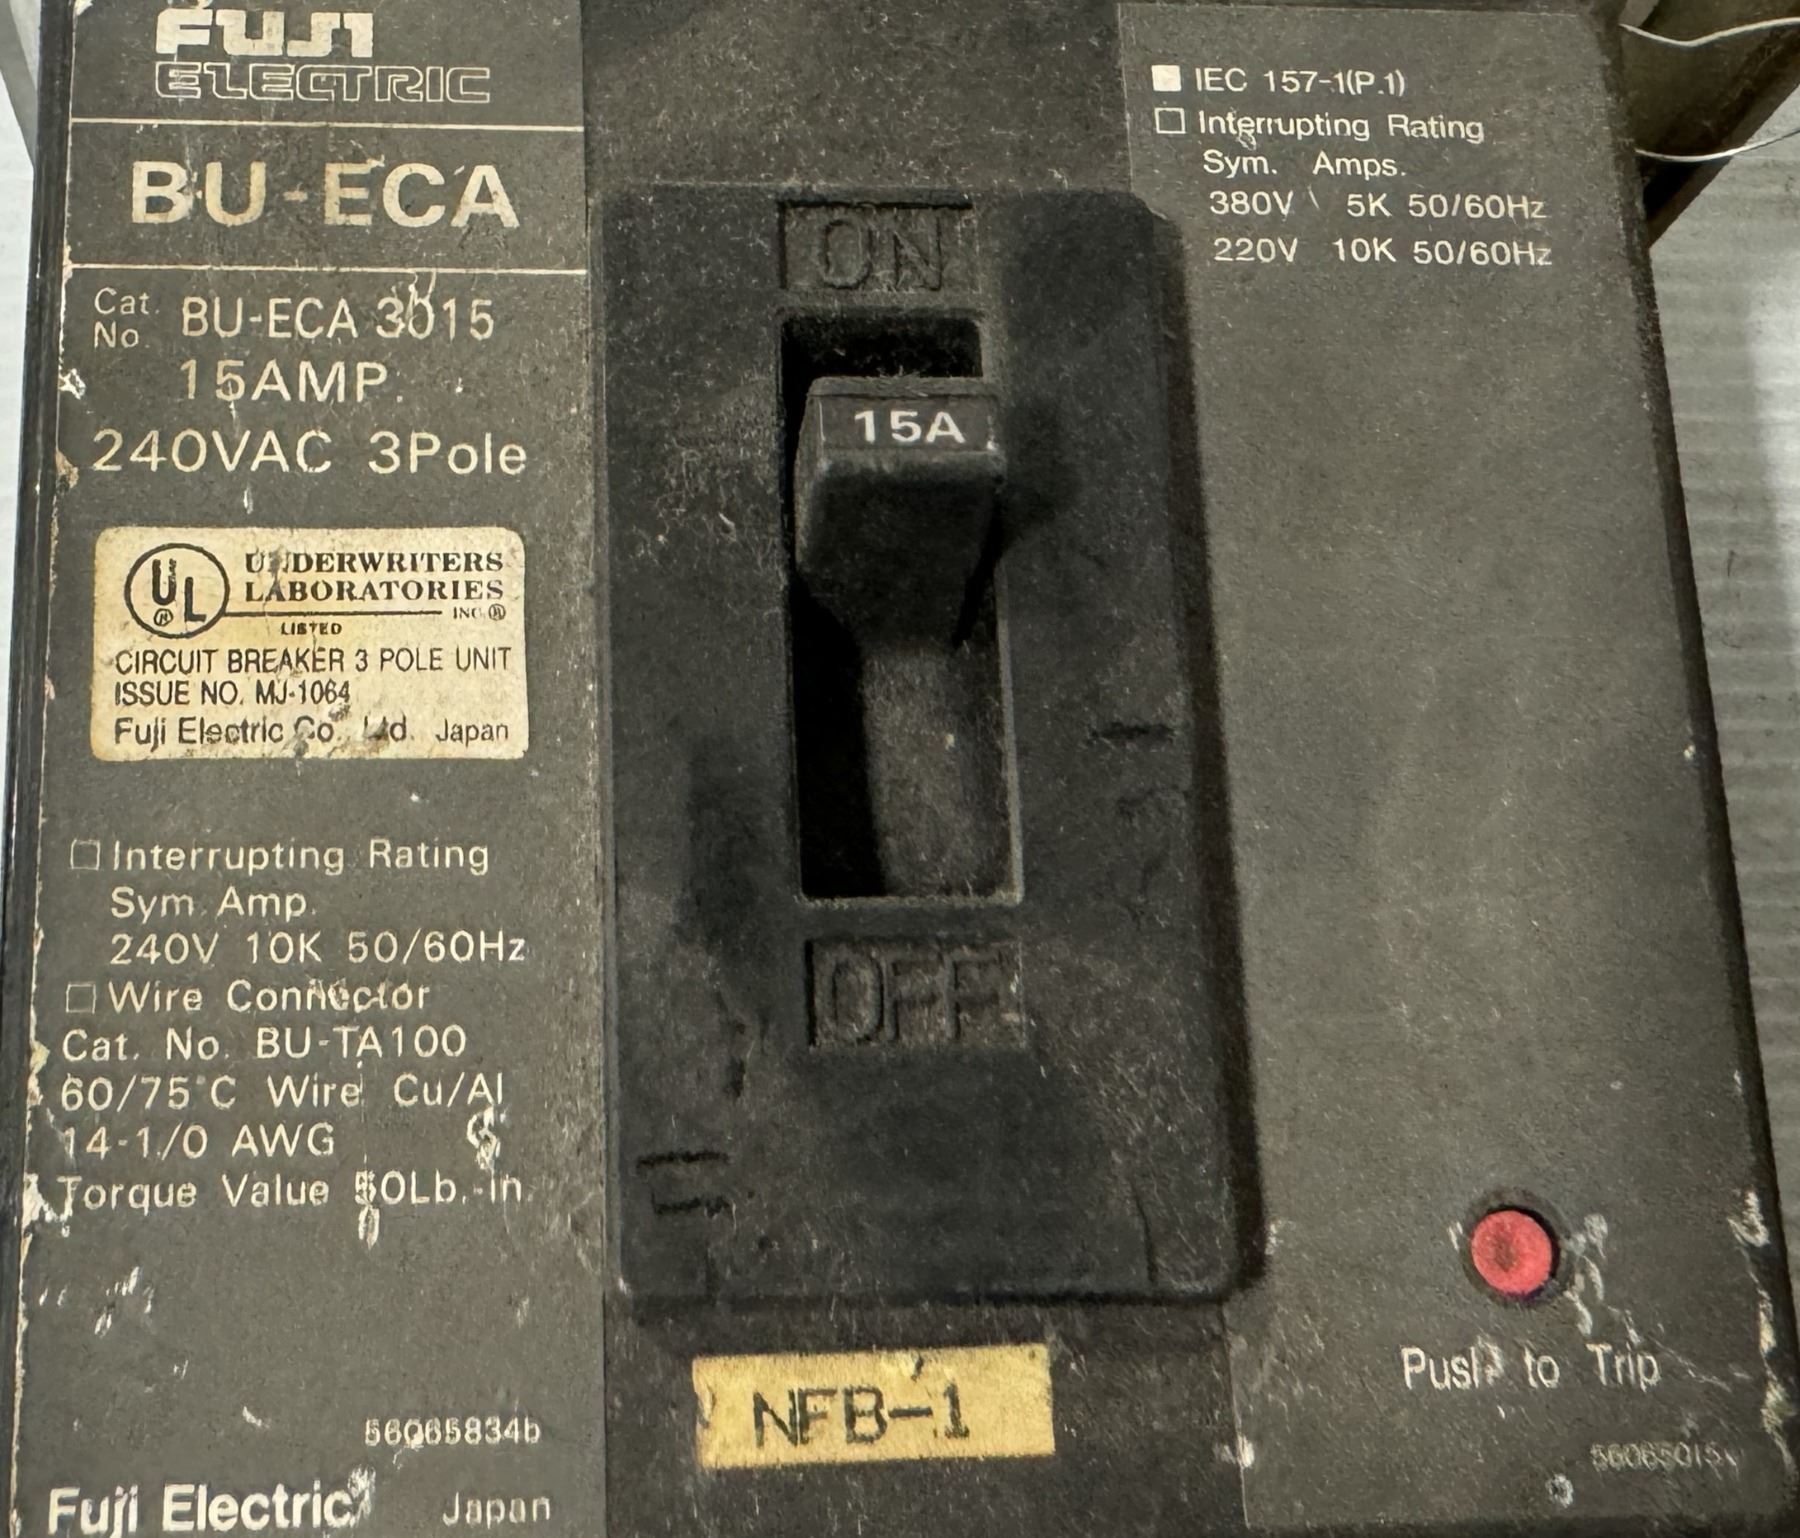 FUJI
ELECTRIC
BU-ECA
Cat. No. BU-ECA 3015
15AMP.
240VAC 3Pole
UL® UNDERWRITERS
LABORATORIES
INC.®
LISTED
CIRCUIT BREAKER 3 POLE UNIT
ISSUE NO. MJ-1064
Fuji Electric Co. Ltd. Japan
Interrupting Rating
Sym. Amp.
240V 10K 50/60Hz
Wire Connector
Cat. No. BU-TA100
60/75°C Wire Cu/Al
14-1/0 AWG
Torque Value 50Lb.-in.
56065834b
Fuji Electric Japan
ON
15A
OFF
NFB-1
IEC 157-1(P.1)
Interrupting Rating
Sym. Amps.
380V 5K 50/60Hz
220V 10K 50/60Hz
Push to Trip